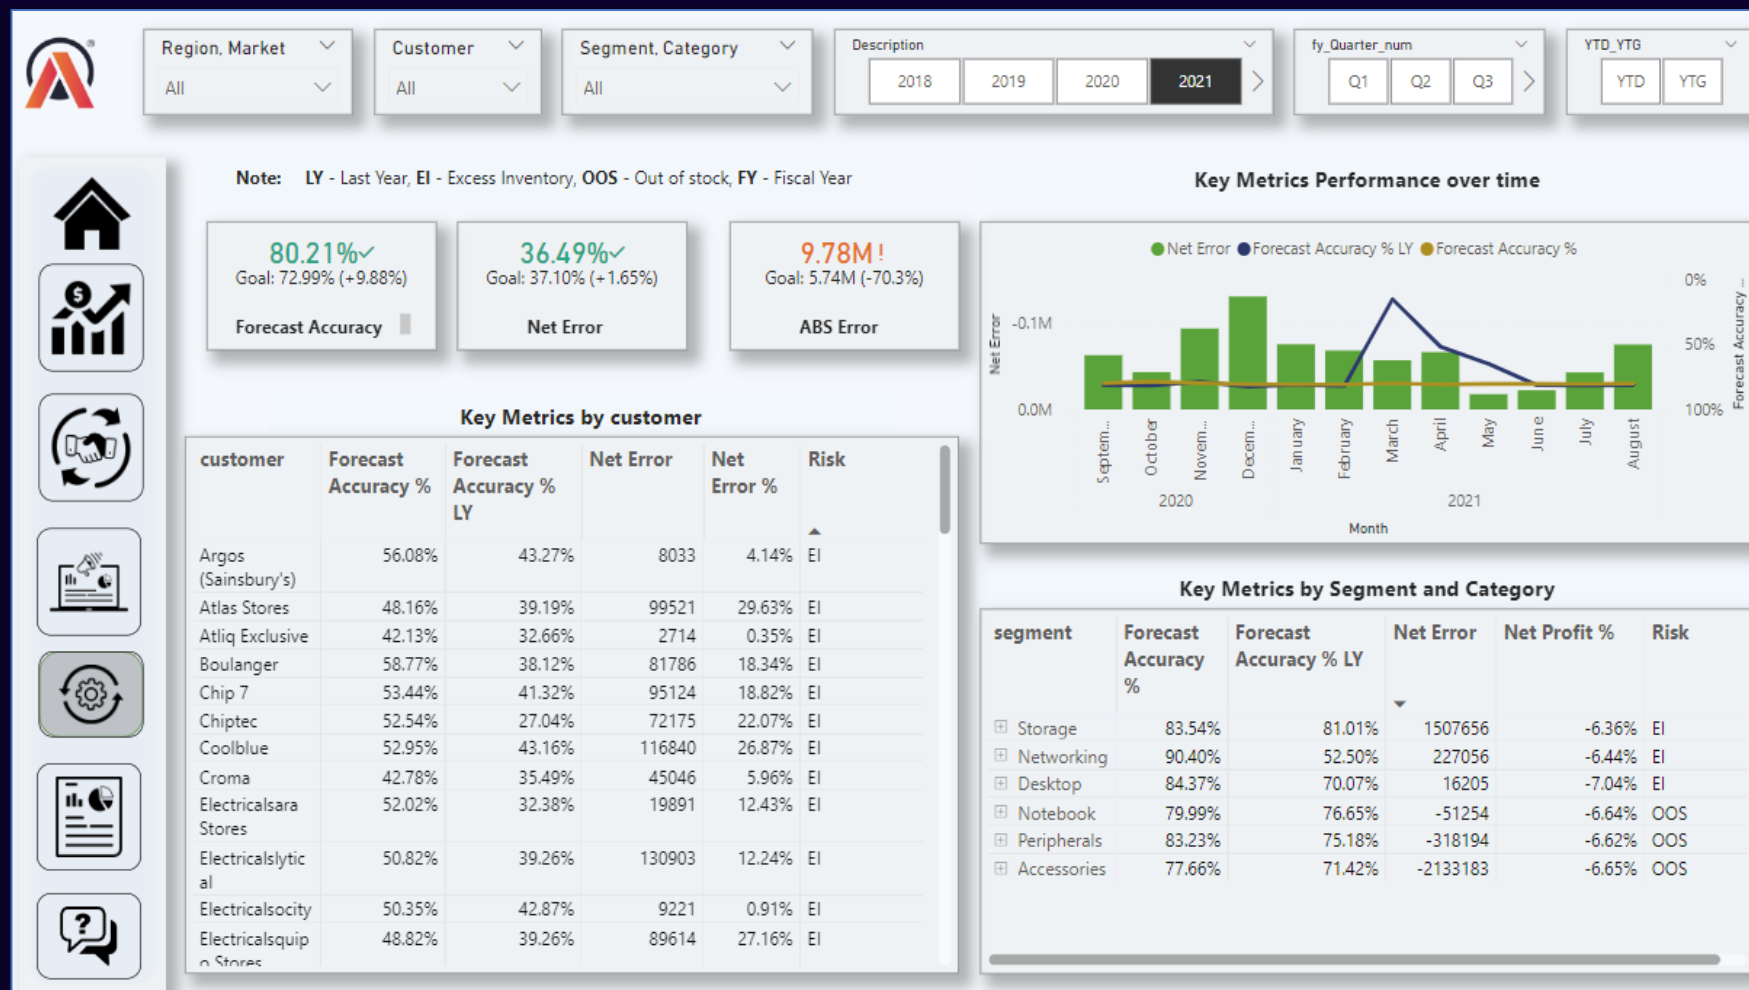 Region, Market
All
Customer
All
Segment, Category
All
Description
2018 2019 2020 2021
fy_Quarter_num
Q1 Q2 Q3
YTD_YTG
YTD YTG
Note: LY - Last Year, EI - Excess Inventory, OOS - Out of stock, FY - Fiscal Year
80.21%
Goal: 72.99% (+9.88%)
Forecast Accuracy
36.49%
Goal: 37.10% (+1.65%)
Net Error
9.78M!
Goal: 5.74M (-70.3%)
ABS Error
Key Metrics Performance over time
Net Error Forecast Accuracy % LY Forecast Accuracy %
Net Error
-0.1M
0.0M
0%
50%
100%
Forecast Accuracy ...
Septem... October Novem... Decem... January February March April May June July August
2020 2021
Month
Key Metrics by customer
customer Forecast Accuracy % Forecast Accuracy % LY Net Error Net Error % Risk
Argos (Sainsbury's) 56.08% 43.27% 8033 4.14% EI
Atlas Stores 48.16% 39.19% 99521 29.63% EI
Atliq Exclusive 42.13% 32.66% 2714 0.35% EI
Boulanger 58.77% 38.12% 81786 18.34% EI
Chip 7 53.44% 41.32% 95124 18.82% EI
Chiptec 52.54% 27.04% 72175 22.07% EI
Coolblue 52.95% 43.16% 116840 26.87% EI
Croma 42.78% 35.49% 45046 5.96% EI
Electricalsara Stores 52.02% 32.38% 19891 12.43% EI
Electricalslytical 50.82% 39.26% 130903 12.24% EI
Electricalsocity 50.35% 42.87% 9221 0.91% EI
Electricalsquipo Stores 48.82% 39.26% 89614 27.16% EI
Key Metrics by Segment and Category
segment Forecast Accuracy % Forecast Accuracy % LY Net Error Net Profit % Risk
Storage 83.54% 81.01% 1507656 -6.36% EI
Networking 90.40% 52.50% 227056 -6.44% EI
Desktop 84.37% 70.07% 16205 -7.04% EI
Notebook 79.99% 76.65% -51254 -6.64% OOS
Peripherals 83.23% 75.18% -318194 -6.62% OOS
Accessories 77.66% 71.42% -2133183 -6.65% OOS